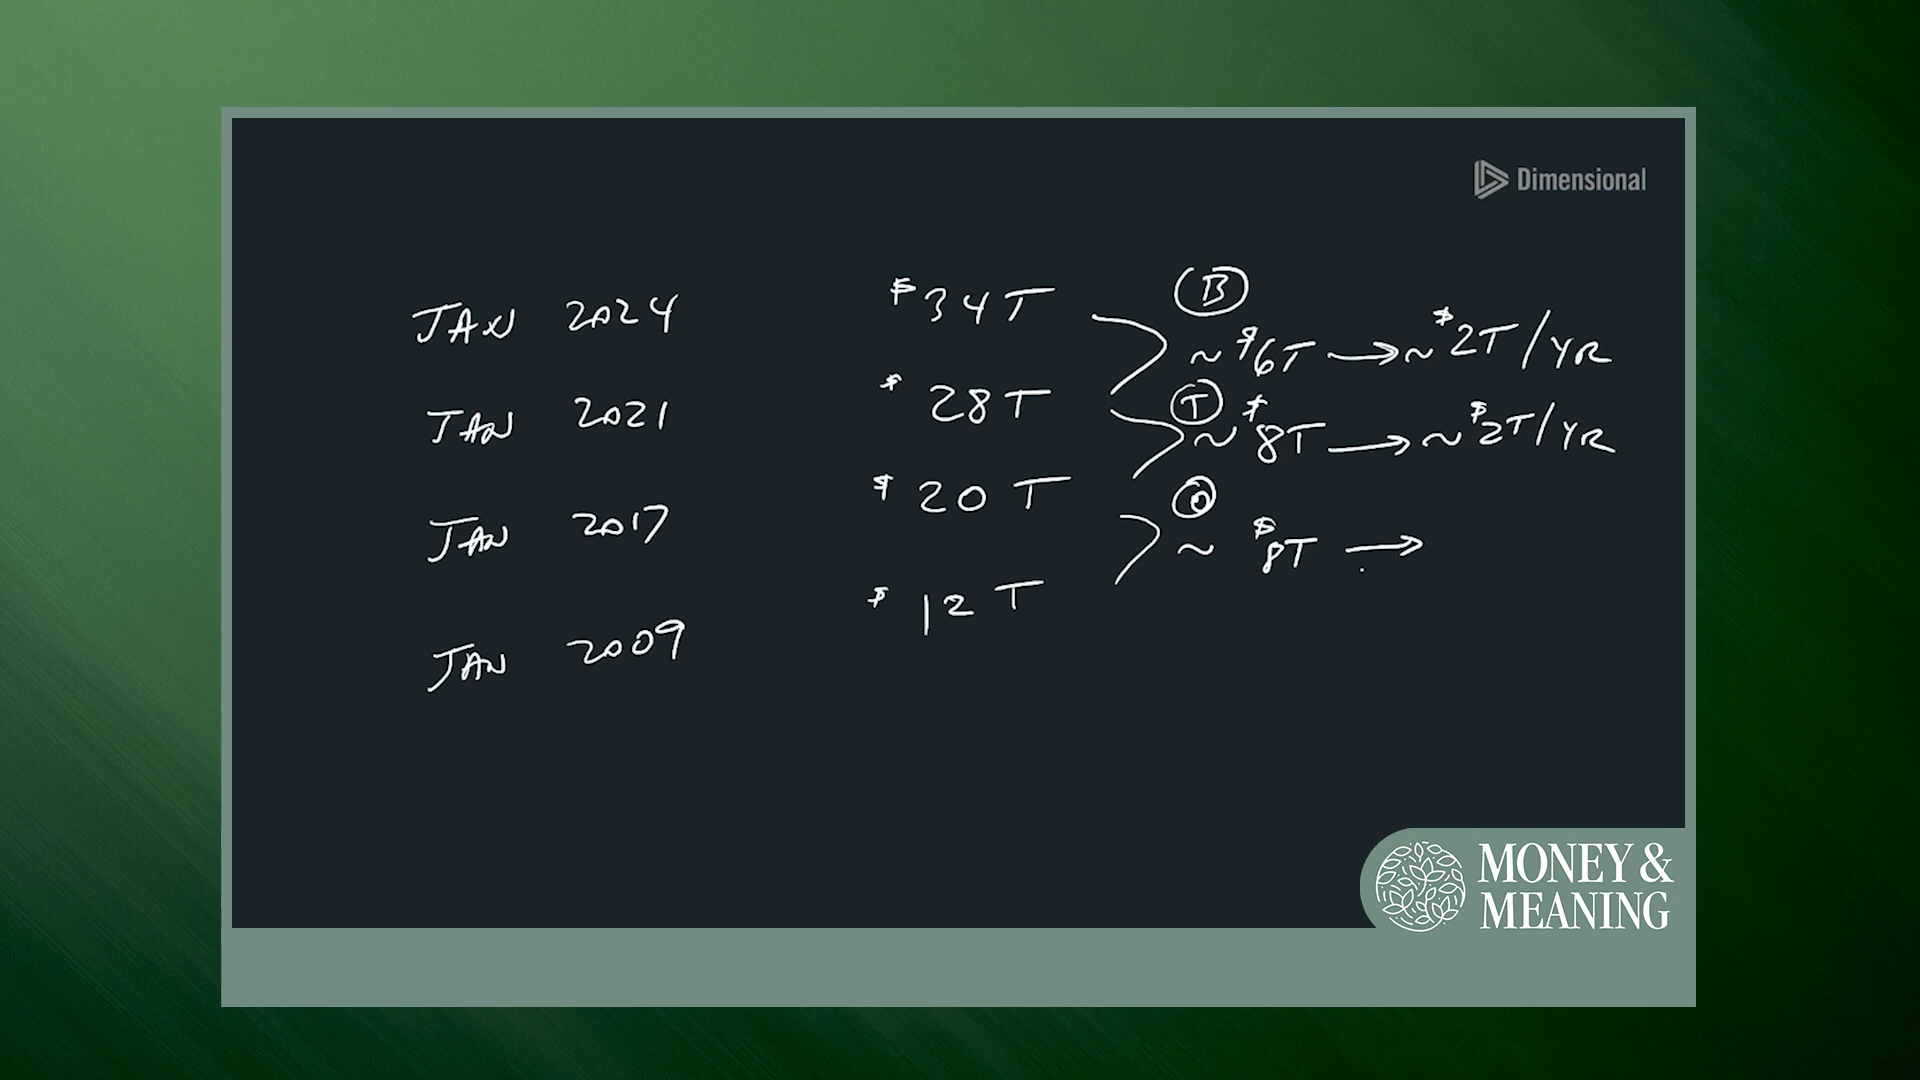 Dimensional
JAN 2024 $34T B
~ $6T → ~ $2T/YR
JAN 2021 $28T T
~ $8T → ~ $2T/YR
JAN 2017 $20T O
~ $8T →
JAN 2009 $12T
MONEY &
MEANING